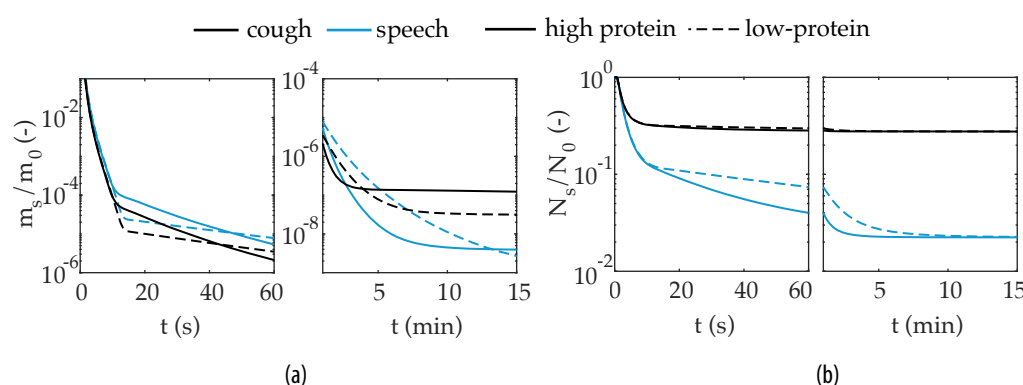 cough speech high protein low-protein
m_s/m_0 (-)
10^-2
10^-4
10^-6
0 20 40 60
t (s)
10^-4
10^-6
10^-8
5 10 15
t (min)
(a)
N_s/N_0 (-)
10^0
10^-1
10^-2
0 20 40 60
t (s)
5 10 15
t (min)
(b)